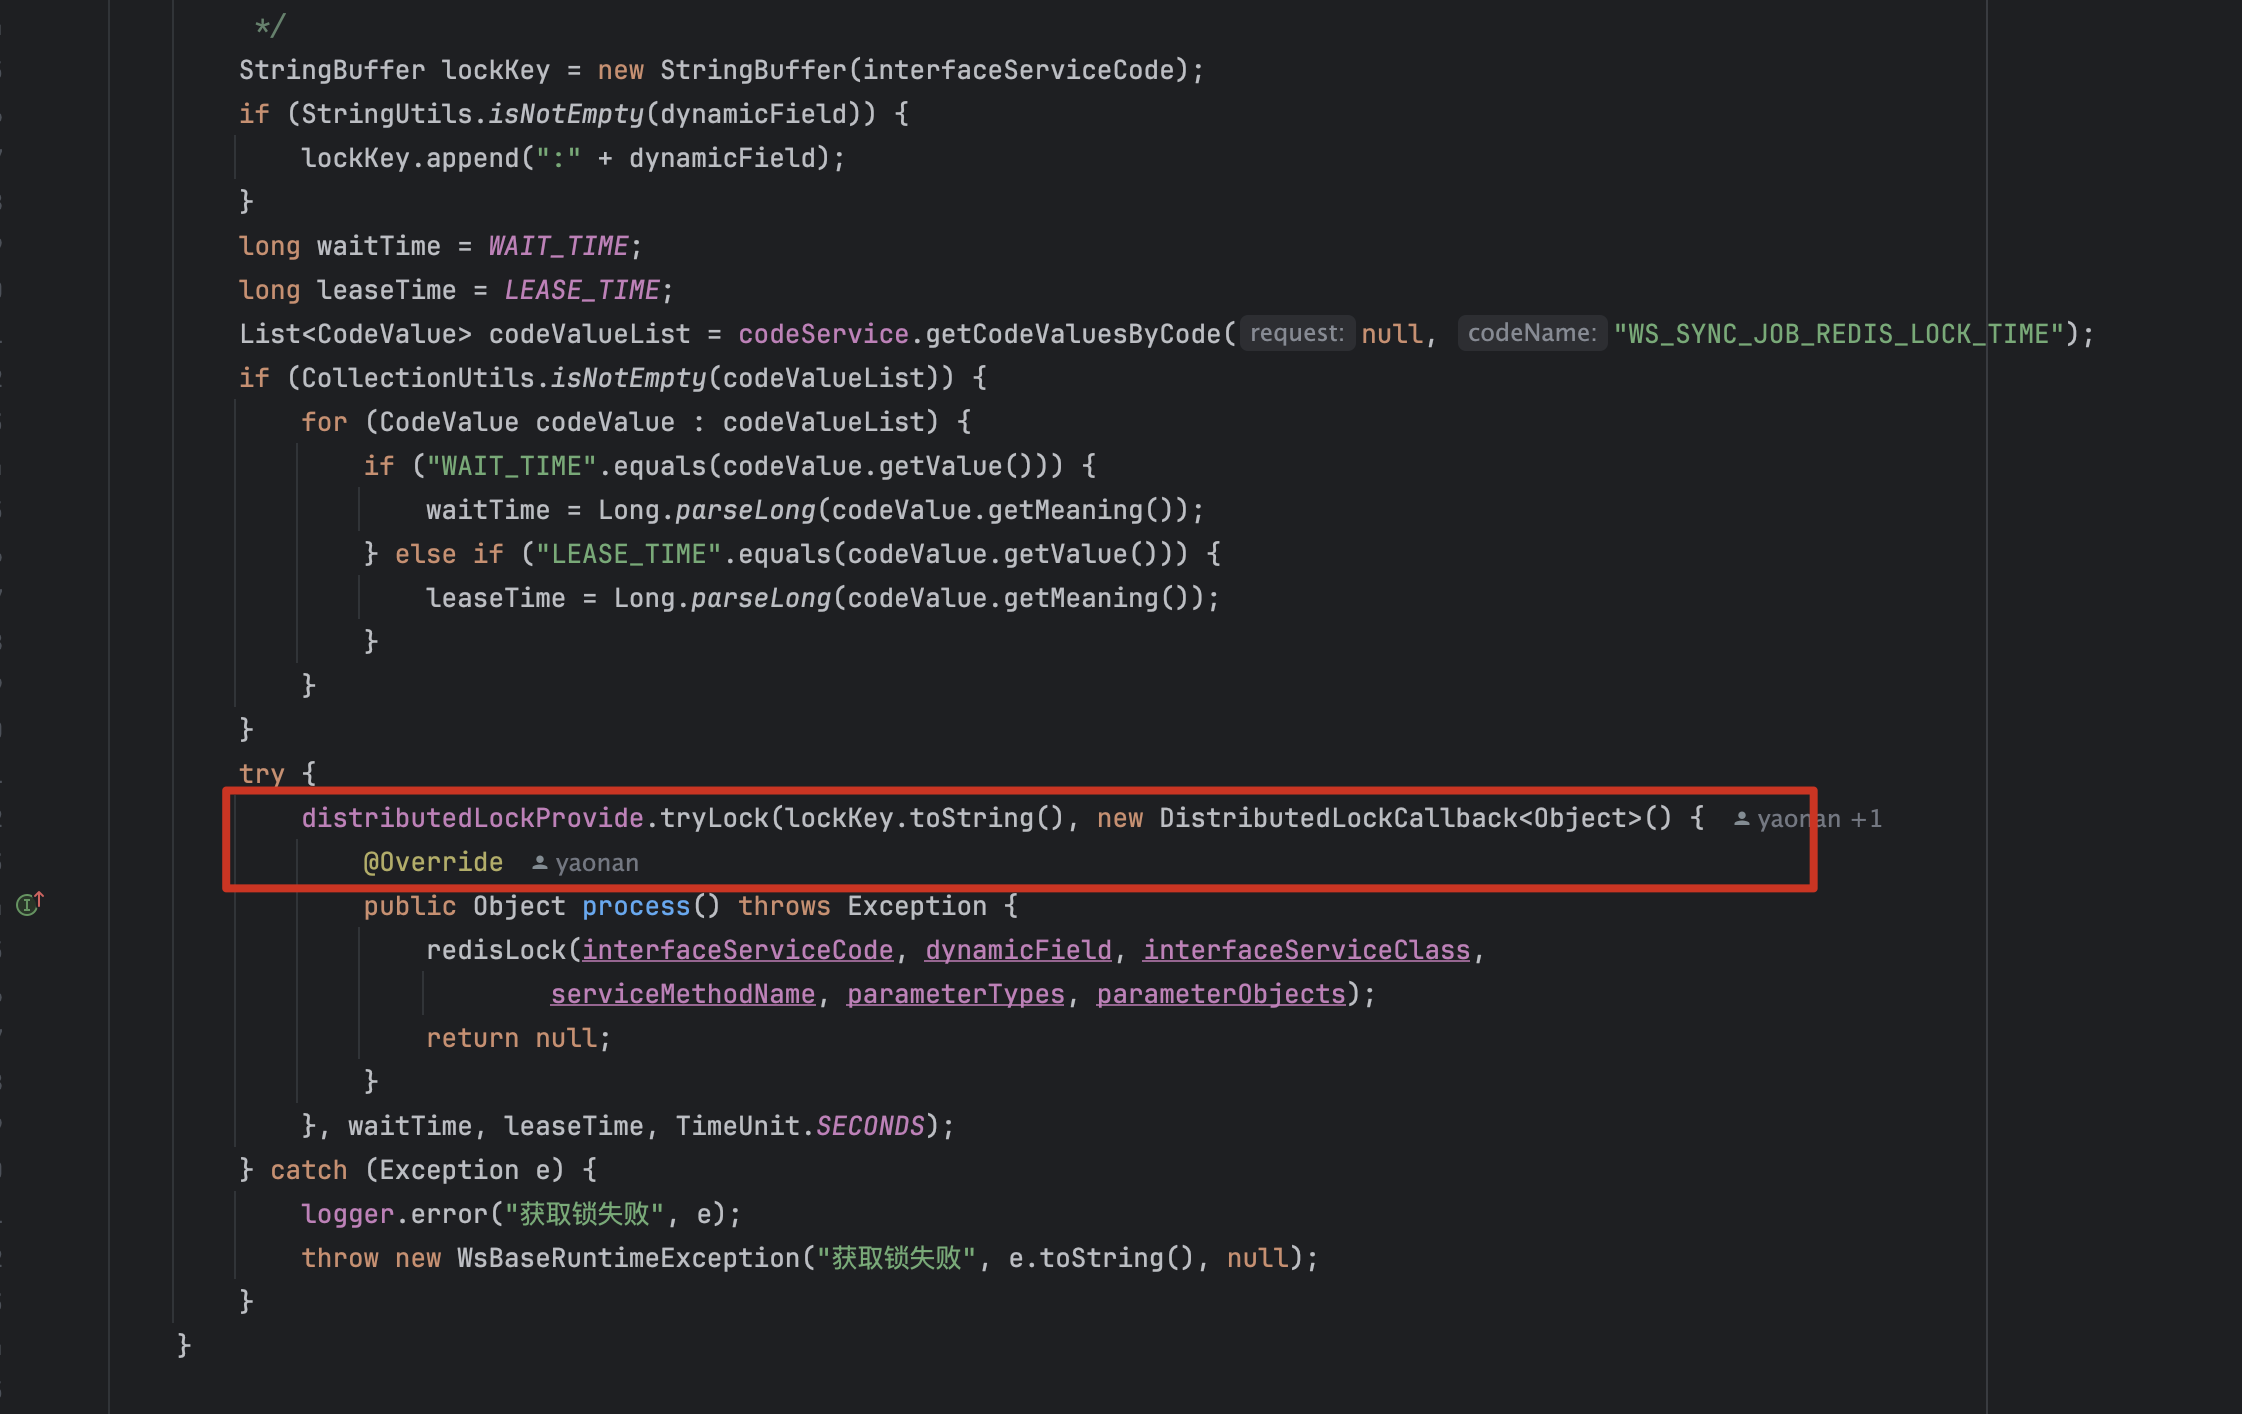 */
StringBuffer lockKey = new StringBuffer(interfaceServiceCode);
if (StringUtils.isNotEmpty(dynamicField)) {
lockKey.append(":" + dynamicField);
}
long waitTime = WAIT_TIME;
long leaseTime = LEASE_TIME;
List<CodeValue> codeValueList = codeService.getCodeValuesByCode( request: null, codeName: "WS_SYNC_JOB_REDIS_LOCK_TIME");
if (CollectionUtils.isNotEmpty(codeValueList)) {
for (CodeValue codeValue : codeValueList) {
if ("WAIT_TIME".equals(codeValue.getValue())) {
waitTime = Long.parseLong(codeValue.getMeaning());
} else if ("LEASE_TIME".equals(codeValue.getValue())) {
leaseTime = Long.parseLong(codeValue.getMeaning());
}
}
}
try {
distributedLockProvide.tryLock(lockKey.toString(), new DistributedLockCallback<Object>() { yaonan +1
@Override yaonan
public Object process() throws Exception {
redisLock(interfaceServiceCode, dynamicField, interfaceServiceClass,
serviceMethodName, parameterTypes, parameterObjects);
return null;
}
}, waitTime, leaseTime, TimeUnit.SECONDS);
} catch (Exception e) {
logger.error("获取锁失败", e);
throw new WsBaseRuntimeException("获取锁失败", e.toString(), null);
}
}